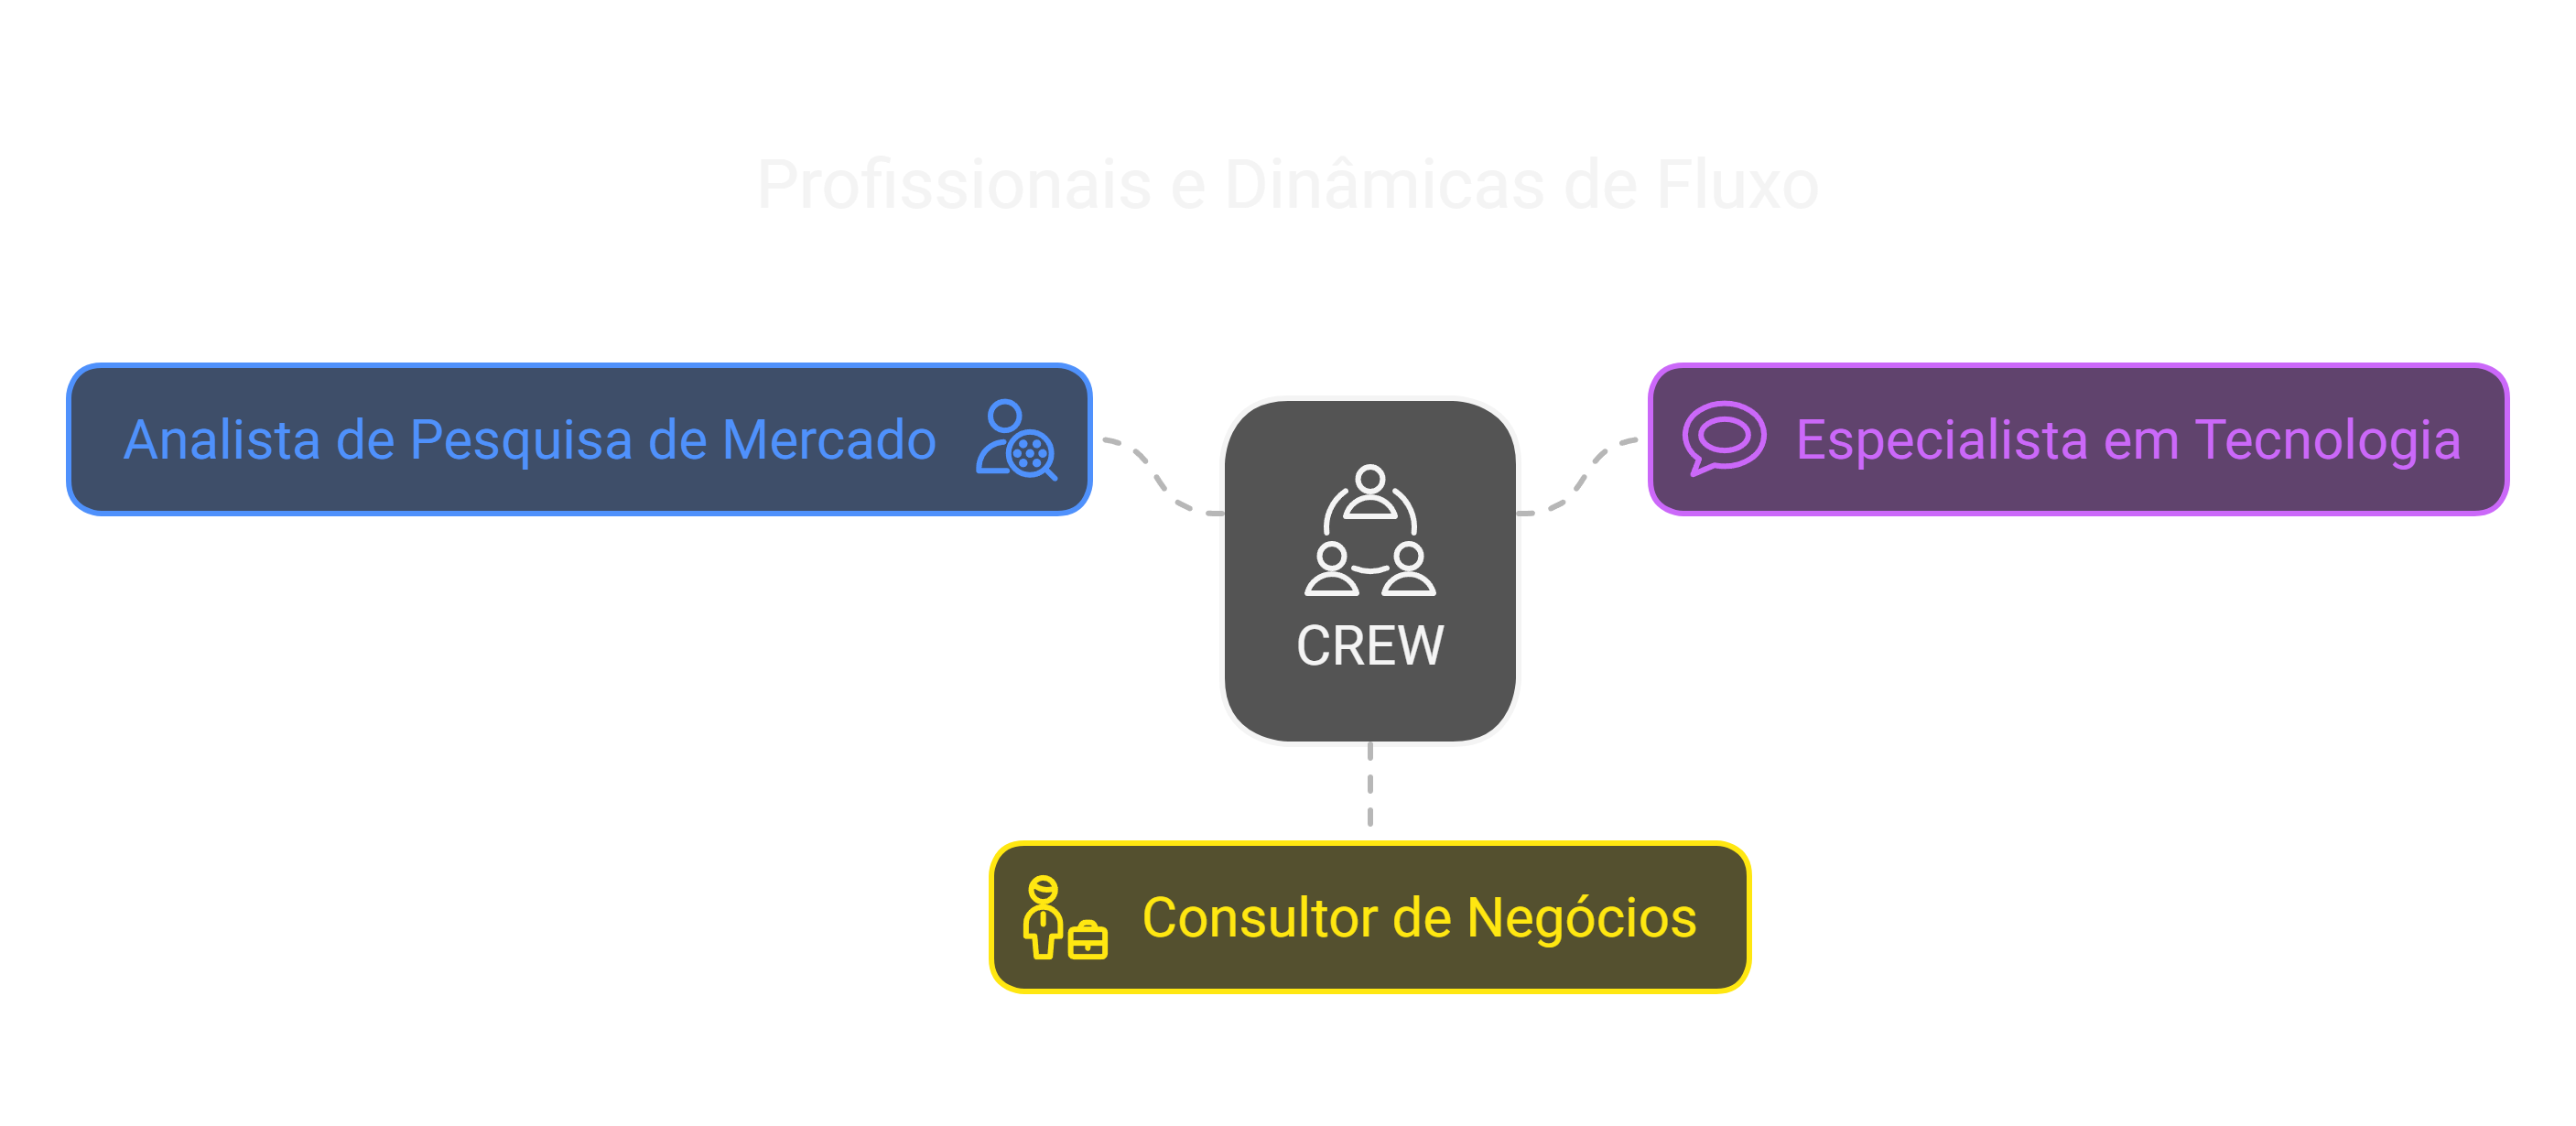 Profissionais e Dinâmicas de Fluxo
Analista de Pesquisa de Mercado
Especialista em Tecnologia
CREW
Consultor de Negócios